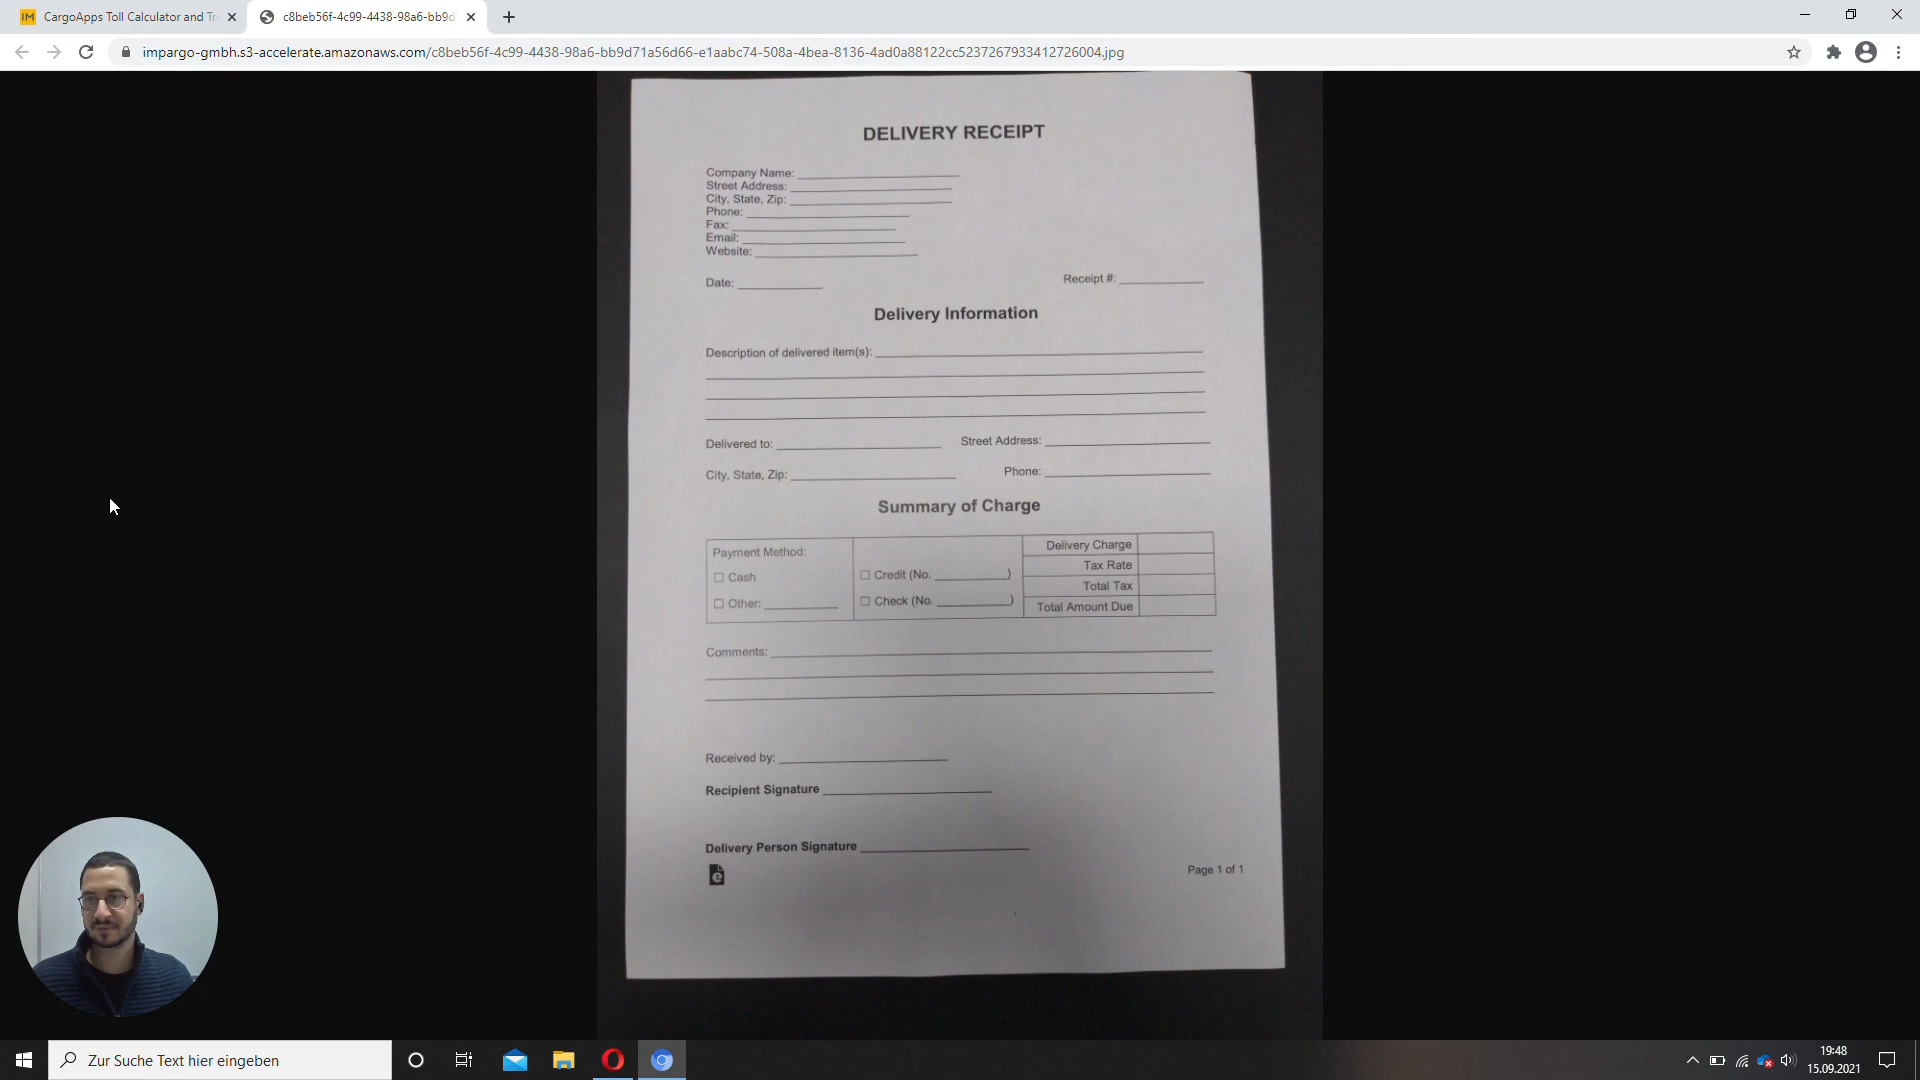 CargoApps Toll Calculator and Tr
c8beb56f-4c99-4438-98a6-bb9d
impargo-gmbh.s3-accelerate.amazonaws.com/c8beb56f-4c99-4438-98a6-bb9d71a56d66-e1aabc74-508a-4bea-8136-4ad0a88122cc5237267933412726004.jpg
DELIVERY RECEIPT
Company Name:
Street Address:
City, State, Zip:
Phone:
Fax:
Email:
Website:
Date: Receipt #:
Delivery Information
Description of delivered item(s):
Delivered to: Street Address:
City, State, Zip: Phone:
Summary of Charge
Payment Method:
Cash
Other:
Credit (No. )
Check (No. )
Delivery Charge
Tax Rate
Total Tax
Total Amount Due
Comments:
Received by:
Recipient Signature
Delivery Person Signature
e
Page 1 of 1
Zur Suche Text hier eingeben
19:48
15.09.2021